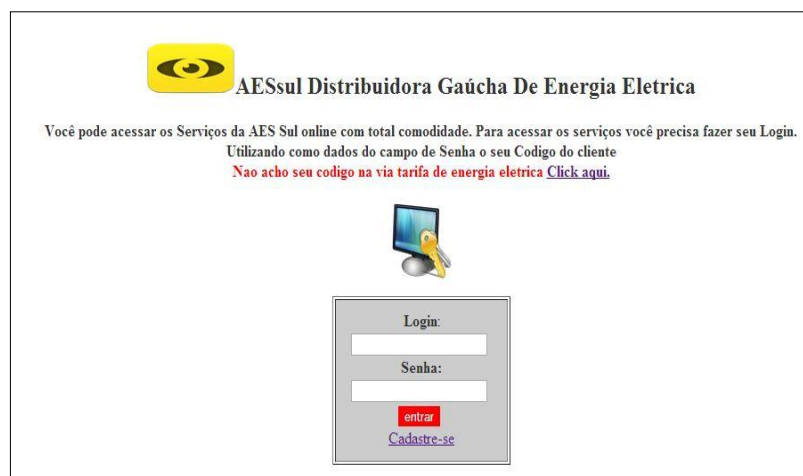 AESsul Distribuidora Gaúcha De Energia Eletrica
Você pode acessar os Serviços da AES Sul online com total comodidade. Para acessar os serviços você precisa fazer seu Login.
Utilizando como dados do campo de Senha o seu Codigo do cliente
Nao acho seu codigo na via tarifa de energia eletrica Click aqui.
Login:
Senha:
entrar
Cadastre-se